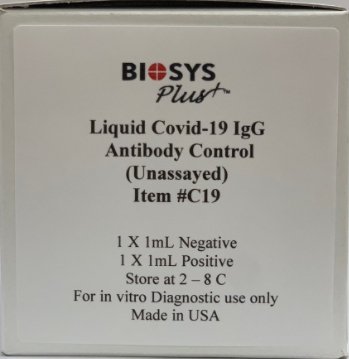 BIOSYS
Plus+™
Liquid Covid-19 IgG
Antibody Control
(Unassayed)
Item #C19
1 X 1mL Negative
1 X 1mL Positive
Store at 2 – 8 C
For in vitro Diagnostic use only
Made in USA